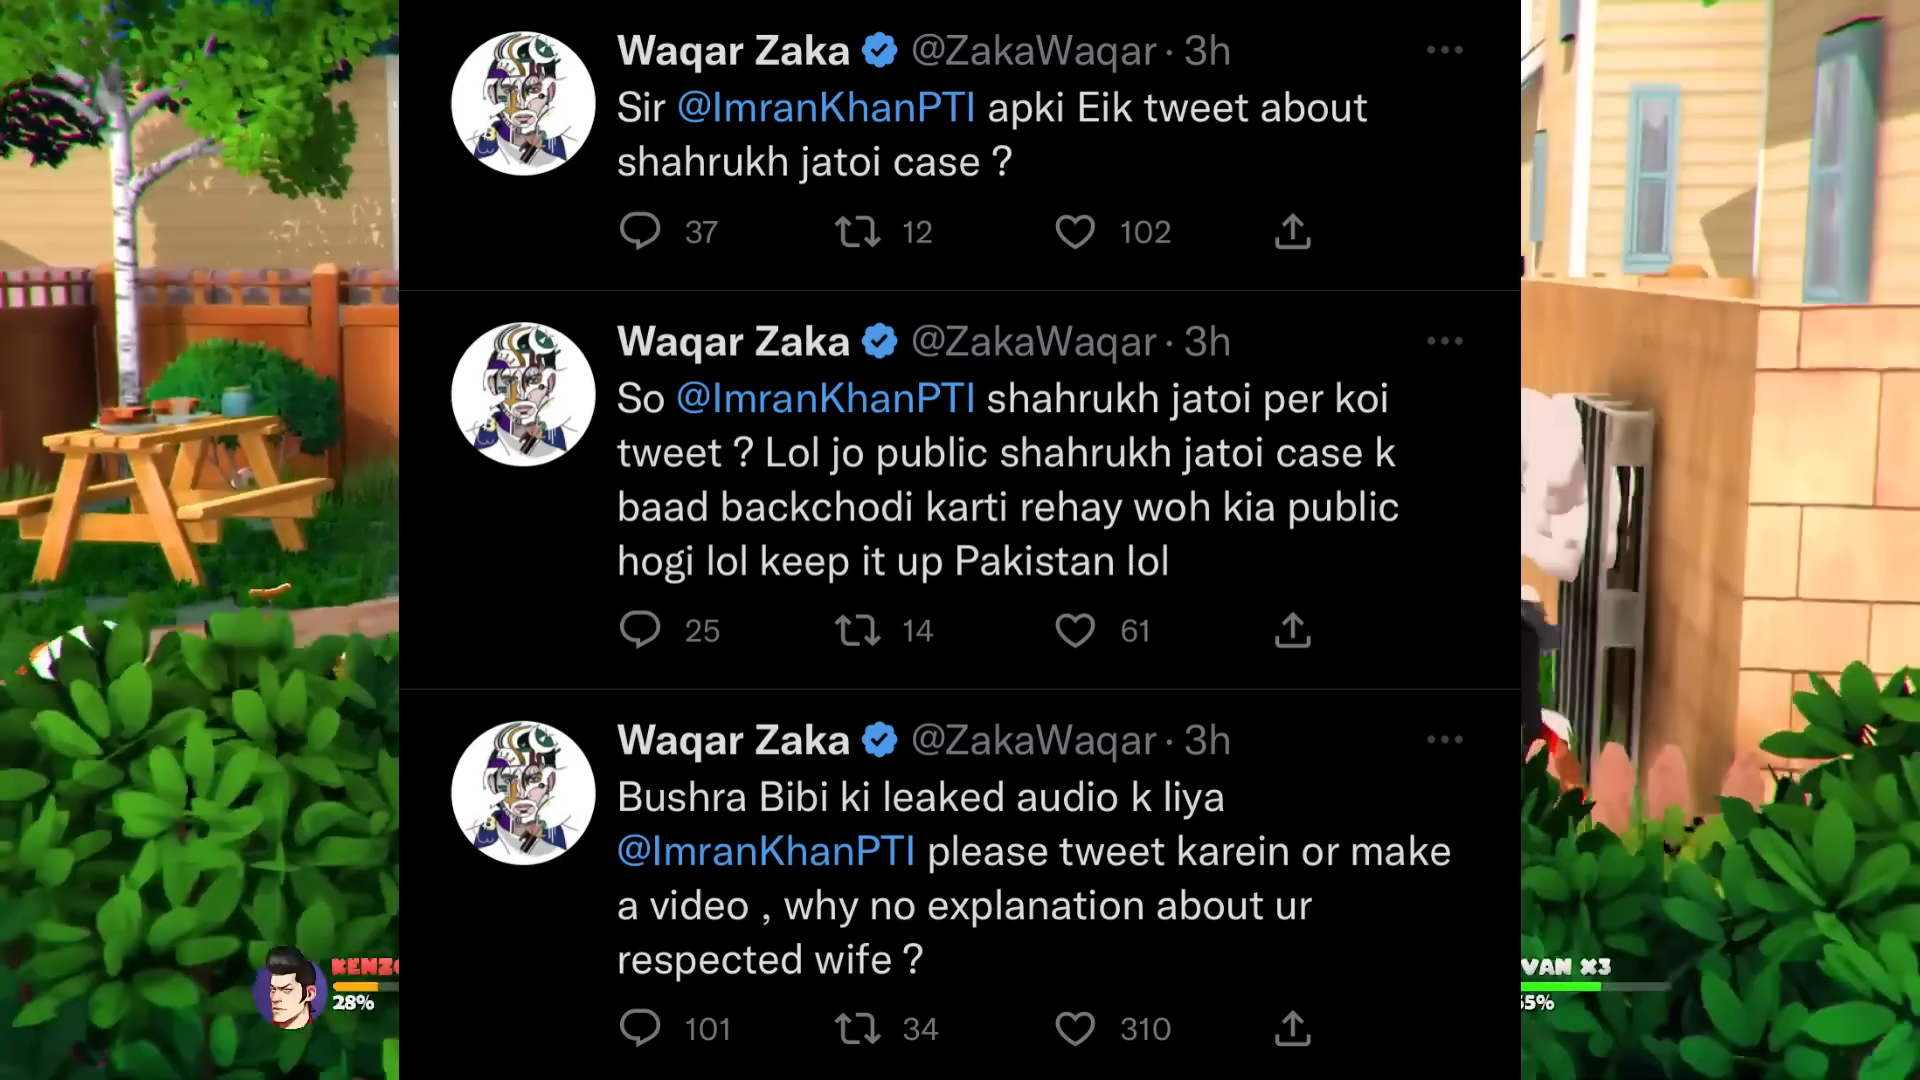 Waqar Zaka @ZakaWaqar · 3h
Sir @ImranKhanPTI apki Eik tweet about
shahrukh jatoi case ?
37 12 102
Waqar Zaka @ZakaWaqar · 3h
So @ImranKhanPTI shahrukh jatoi per koi
tweet ? Lol jo public shahrukh jatoi case k
baad backchodi karti rehay woh kia public
hogi lol keep it up Pakistan lol
25 14 61
Waqar Zaka @ZakaWaqar · 3h
Bushra Bibi ki leaked audio k liya
@ImranKhanPTI please tweet karein or make
a video , why no explanation about ur
respected wife ?
101 34 310
KENZO
28%
VAN X3
55%